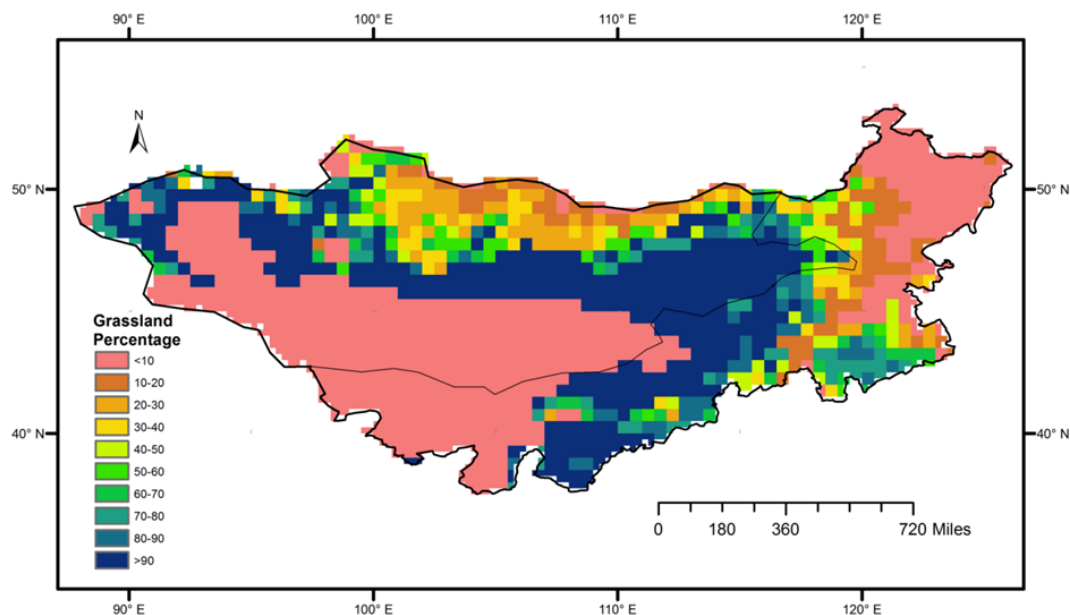 90° E 100° E 110° E 120° E
N
50° N 50° N
Grassland
Percentage
<10
10-20
20-30
30-40
40-50
50-60
60-70
70-80
80-90
>90
40° N 40° N
0 180 360 720 Miles
90° E 100° E 110° E 120° E